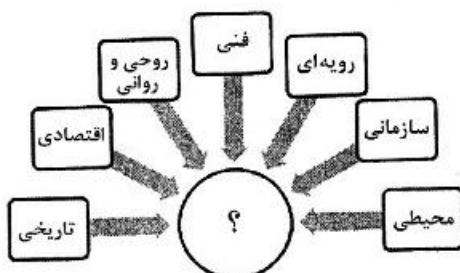 فنی
رویه‌ای
روحی و
روانی
سازمانی
اقتصادی
محیطی
تاریخی
؟